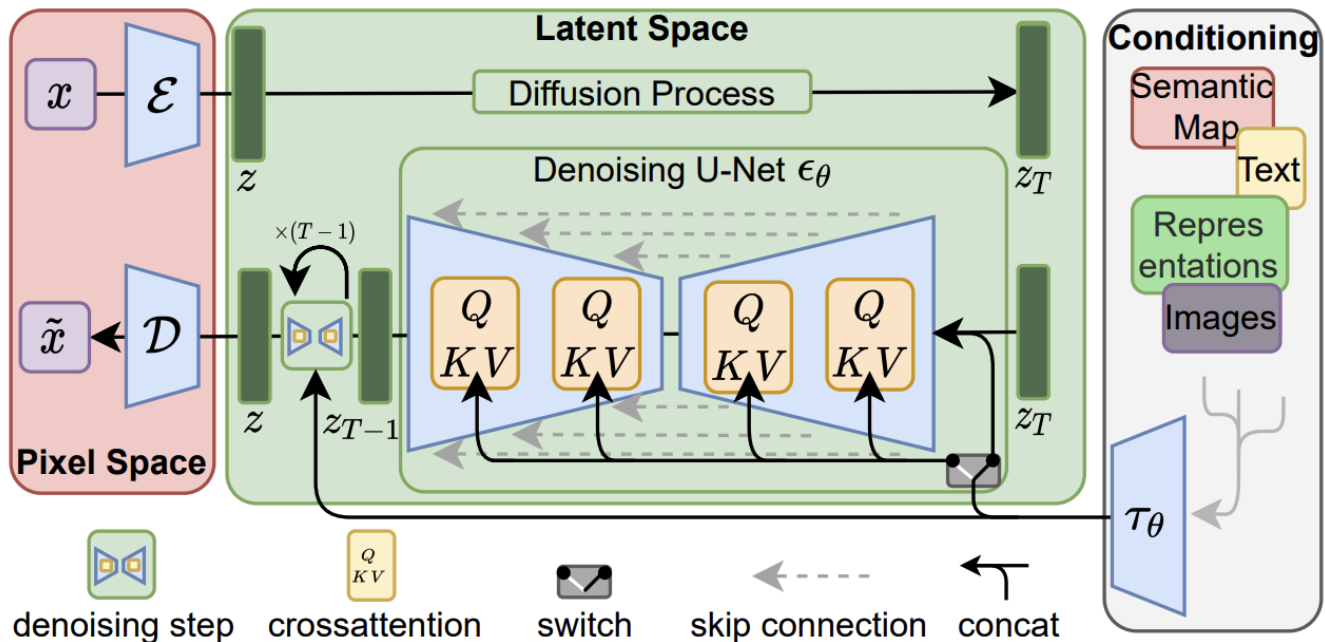 Latent Space
Conditioning
x
ℰ
z
Diffusion Process
z_T
Semantic
Map
Text
Repres
entations
Images
Denoising U-Net ϵ_θ
×(T−1)
Q
KV
Q
KV
Q
KV
Q
KV
x̃
𝒟
z
z_{T−1}
z_T
Pixel Space
τ_θ
Q
KV
denoising step
crossattention
switch
skip connection
concat